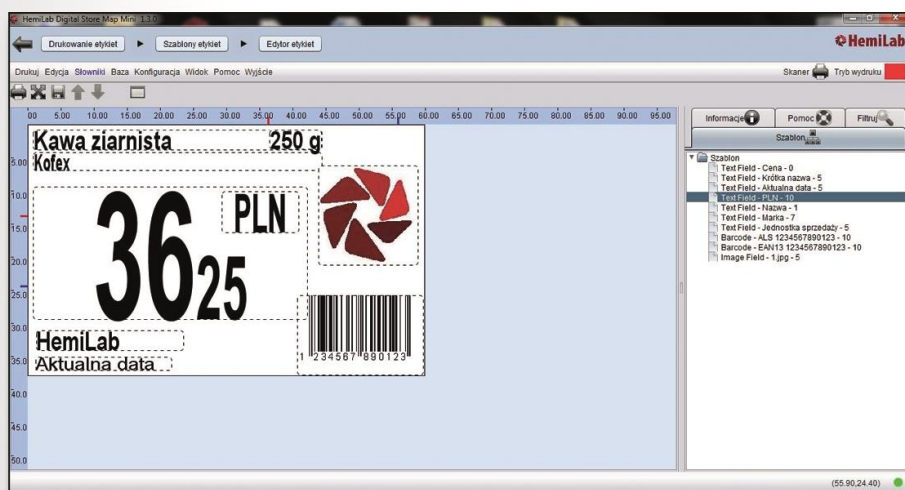 HemiLab Digital Store Map Mini 1.3.0
Drukowanie etykiet
Szablony etykiet
Edytor etykiet
HemiLab
Drukuj Edycja Słowniki Baza Konfiguracja Widok Pomoc Wyjście
Skaner Tryb wydruku
00 5.00 10.00 15.00 20.00 25.00 30.00 35.00 40.00 45.00 50.00 55.00 60.00 65.00 70.00 75.00 80.00 85.00 90.00 95.00
5.00
10.0
15.0
20.0
25.0
30.0
35.0
40.0
45.0
50.0
Kawa ziarnista 250 g
Kofex
36 25 PLN
HemiLab
Aktualna data
1 234567 890123
Informacje Pomoc Filtruj
Szablon
Szablon
Text Field - Cena - 0
Text Field - Krótka nazwa - 5
Text Field - Aktualna data - 5
Text Field - PLN - 10
Text Field - Nazwa - 1
Text Field - Marka - 7
Text Field - Jednostka sprzedaży - 5
Barcode - ALS 1234567890123 - 10
Barcode - EAN13 1234567890123 - 10
Image Field - 1.jpg - 5
(55.90,24.40)